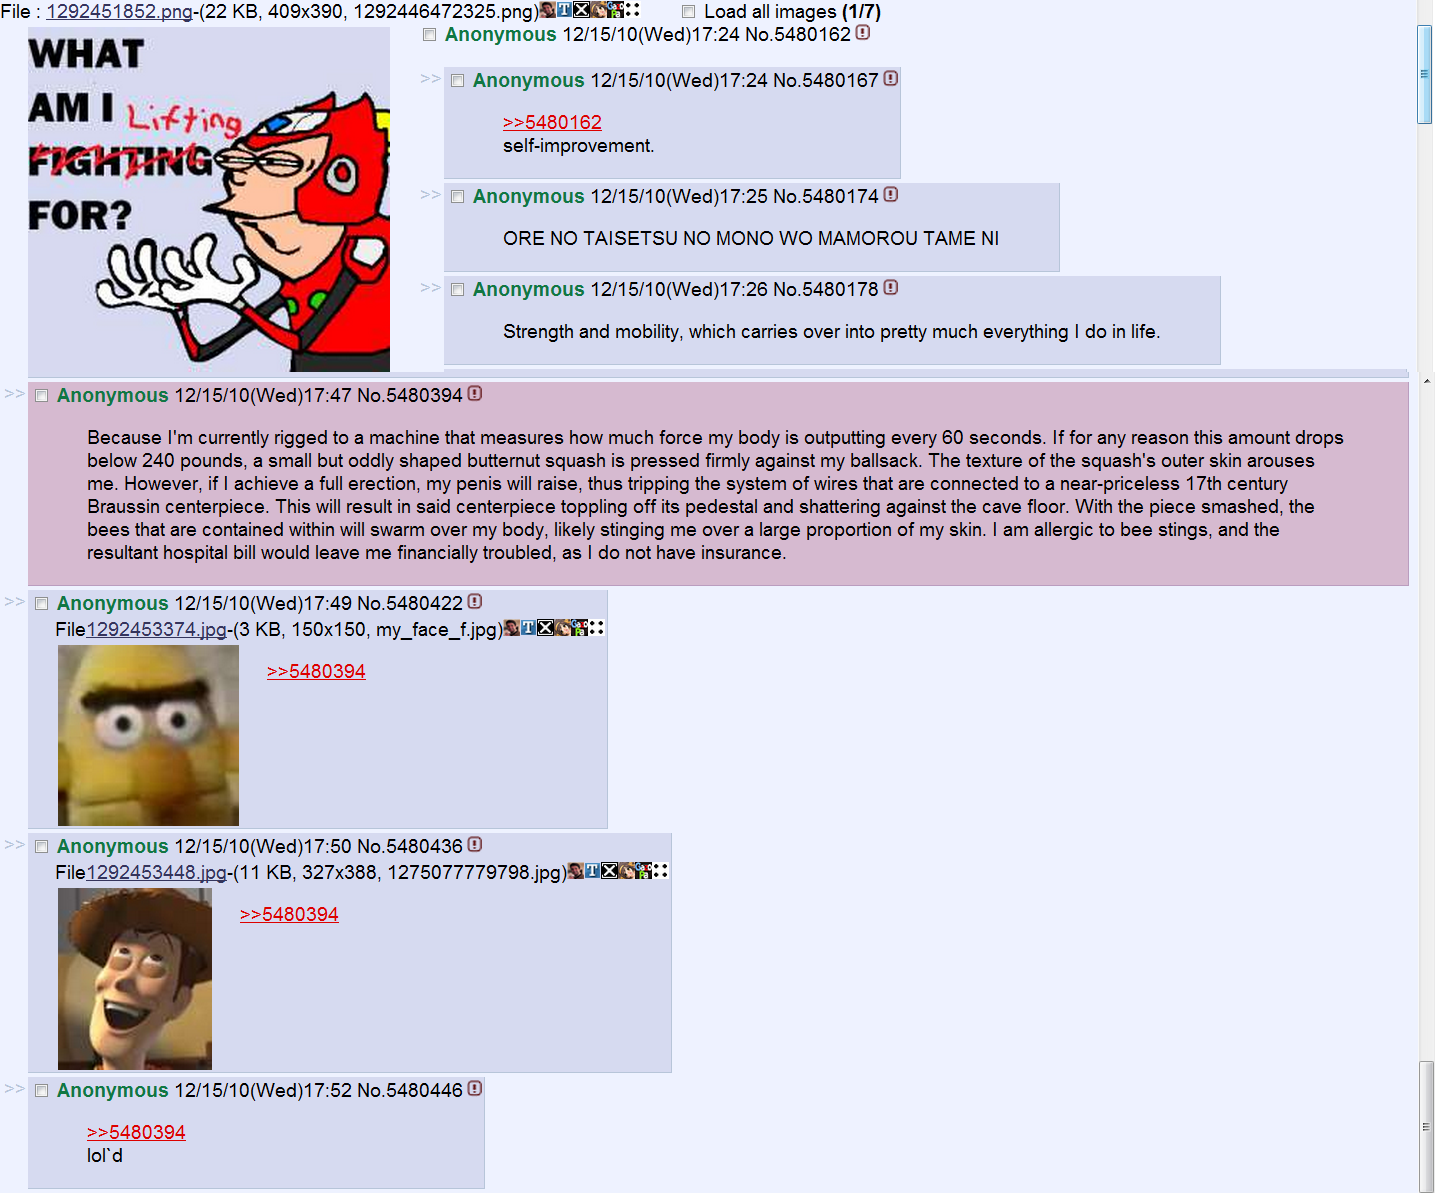 File : 1292451852.png-(22 KB, 409x390, 1292446472325.png)
Load all images (1/7)
WHAT
AM I Lifting
FIGHTING
FOR?
Anonymous 12/15/10(Wed)17:24 No.5480162
>> Anonymous 12/15/10(Wed)17:24 No.5480167
>>5480162
self-improvement.
>> Anonymous 12/15/10(Wed)17:25 No.5480174
ORE NO TAISETSU NO MONO WO MAMOROU TAME NI
>> Anonymous 12/15/10(Wed)17:26 No.5480178
Strength and mobility, which carries over into pretty much everything I do in life.
>> Anonymous 12/15/10(Wed)17:47 No.5480394
Because I'm currently rigged to a machine that measures how much force my body is outputting every 60 seconds. If for any reason this amount drops
below 240 pounds, a small but oddly shaped butternut squash is pressed firmly against my ballsack. The texture of the squash's outer skin arouses
me. However, if I achieve a full erection, my penis will raise, thus tripping the system of wires that are connected to a near-priceless 17th century
Braussin centerpiece. This will result in said centerpiece toppling off its pedestal and shattering against the cave floor. With the piece smashed, the
bees that are contained within will swarm over my body, likely stinging me over a large proportion of my skin. I am allergic to bee stings, and the
resultant hospital bill would leave me financially troubled, as I do not have insurance.
>> Anonymous 12/15/10(Wed)17:49 No.5480422
File1292453374.jpg-(3 KB, 150x150, my_face_f.jpg)
>>5480394
>> Anonymous 12/15/10(Wed)17:50 No.5480436
File1292453448.jpg-(11 KB, 327x388, 1275077779798.jpg)
>>5480394
>> Anonymous 12/15/10(Wed)17:52 No.5480446
>>5480394
lol`d